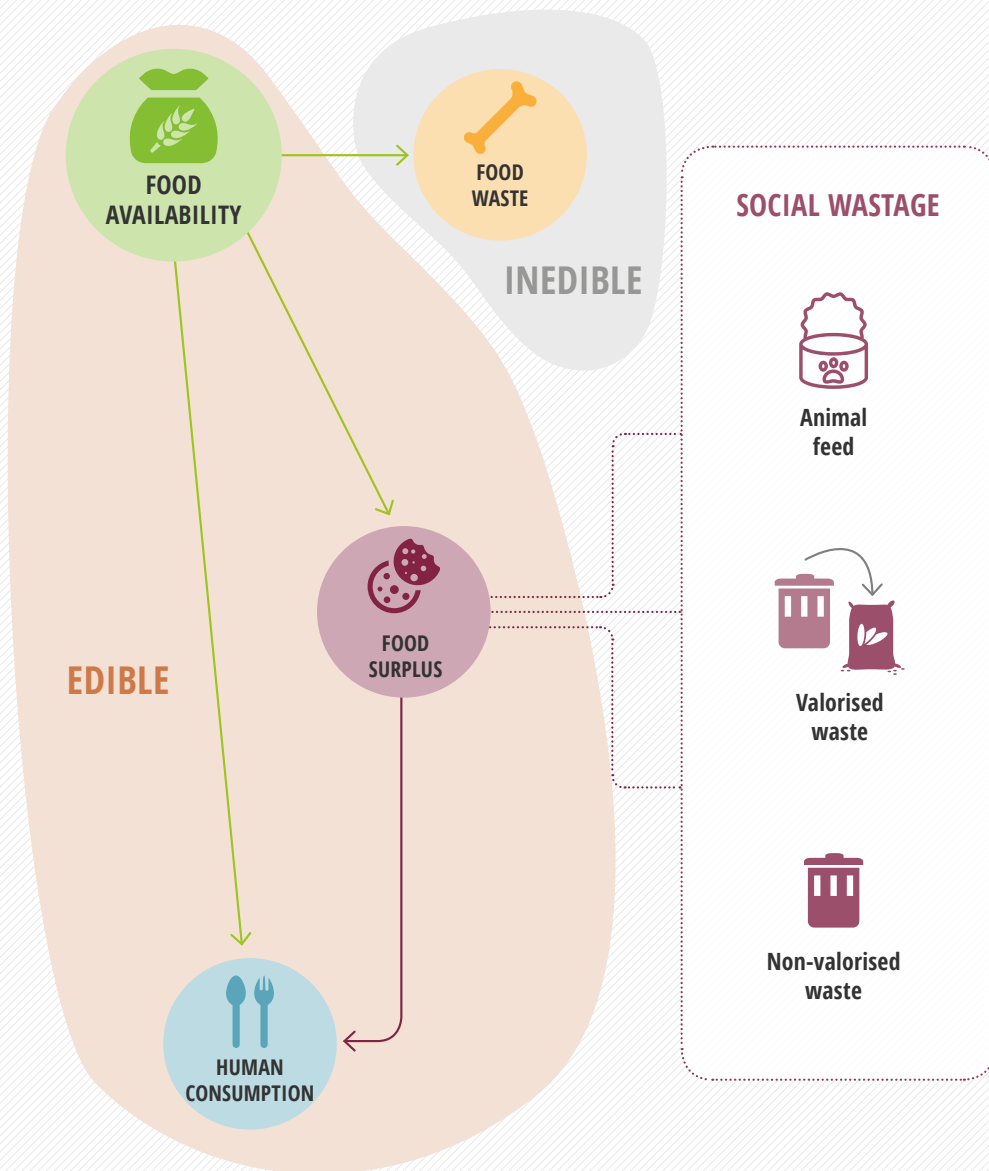 FOOD
AVAILABILITY
FOOD
WASTE
INEDIBLE
SOCIAL WASTAGE
Animal
feed
FOOD
SURPLUS
EDIBLE
Valorised
waste
Non-valorised
waste
HUMAN
CONSUMPTION